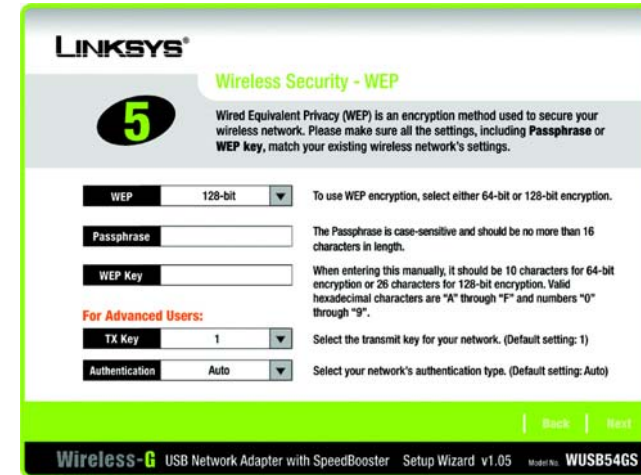 LINKSYS®
Wireless Security - WEP
5
Wired Equivalent Privacy (WEP) is an encryption method used to secure your
wireless network. Please make sure all the settings, including Passphrase or
WEP key, match your existing wireless network's settings.
WEP 128-bit To use WEP encryption, select either 64-bit or 128-bit encryption.
Passphrase The Passphrase is case-sensitive and should be no more than 16
characters in length.
WEP Key When entering this manually, it should be 10 characters for 64-bit
encryption or 26 characters for 128-bit encryption. Valid
hexadecimal characters are "A" through "F" and numbers "0"
through "9".
For Advanced Users:
TX Key 1 Select the transmit key for your network. (Default setting: 1)
Authentication Auto Select your network's authentication type. (Default setting: Auto)
Back Next
Wireless-G USB Network Adapter with SpeedBooster Setup Wizard v1.05 Model No. WUSB54GS